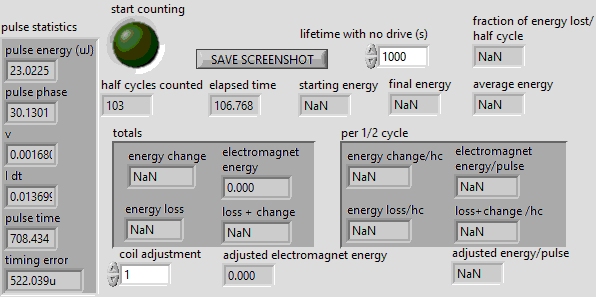 pulse statistics
pulse energy (uJ)
23.0225
pulse phase
30.1301
v
0.00168(
I dt
0.01369
pulse time
708.434
timing error
522.039u
start counting
SAVE SCREENSHOT
lifetime with no drive (s)
1000
fraction of energy lost/
half cycle
NaN
half cycles counted
103
elapsed time
106.768
starting energy
NaN
final energy
NaN
average energy
NaN
totals
energy change
NaN
electromagnet
energy
0.000
energy loss
NaN
loss + change
NaN
per 1/2 cycle
energy change/hc
NaN
electromagnet
energy/pulse
NaN
energy loss/hc
NaN
loss+change /hc
NaN
coil adjustment
1
adjusted electromagnet energy
0.000
adjusted energy/pulse
NaN